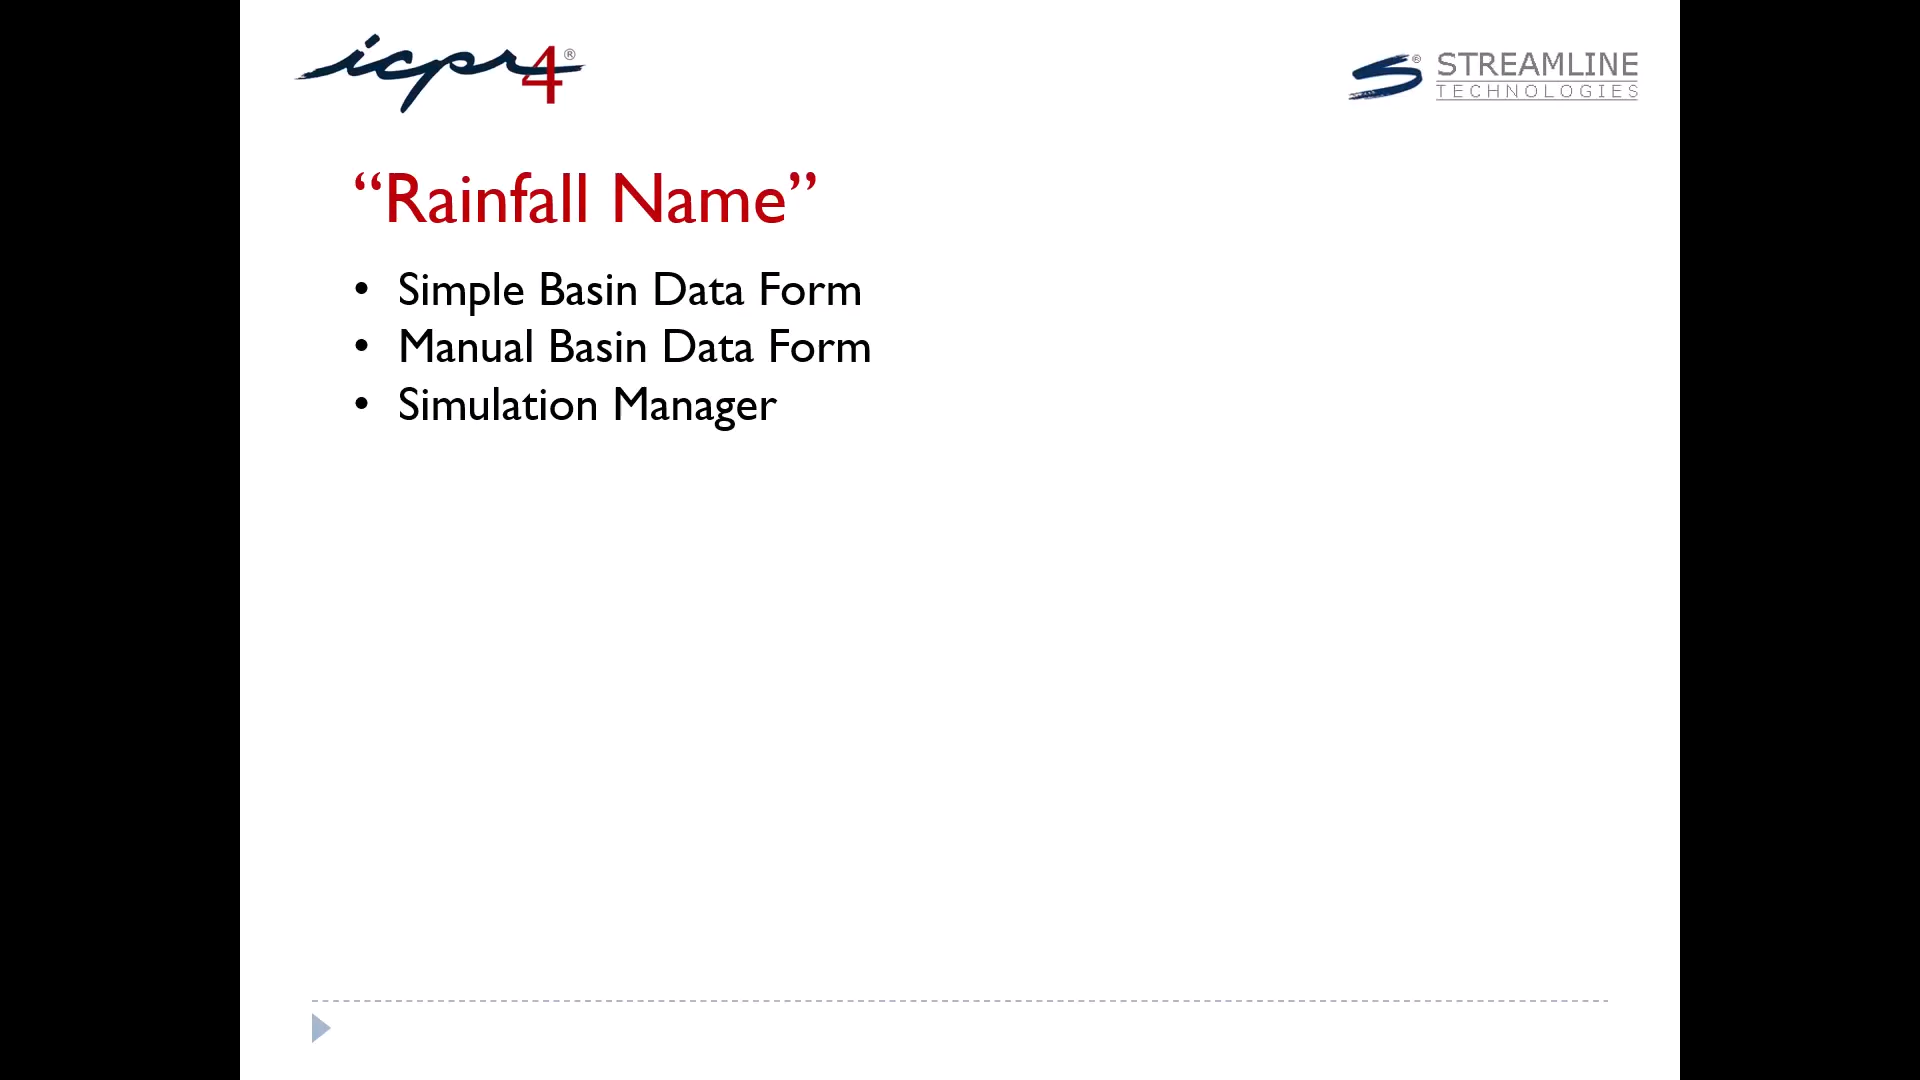 icpr4®
® STREAMLINE
TECHNOLOGIES
“Rainfall Name”
• Simple Basin Data Form
• Manual Basin Data Form
• Simulation Manager